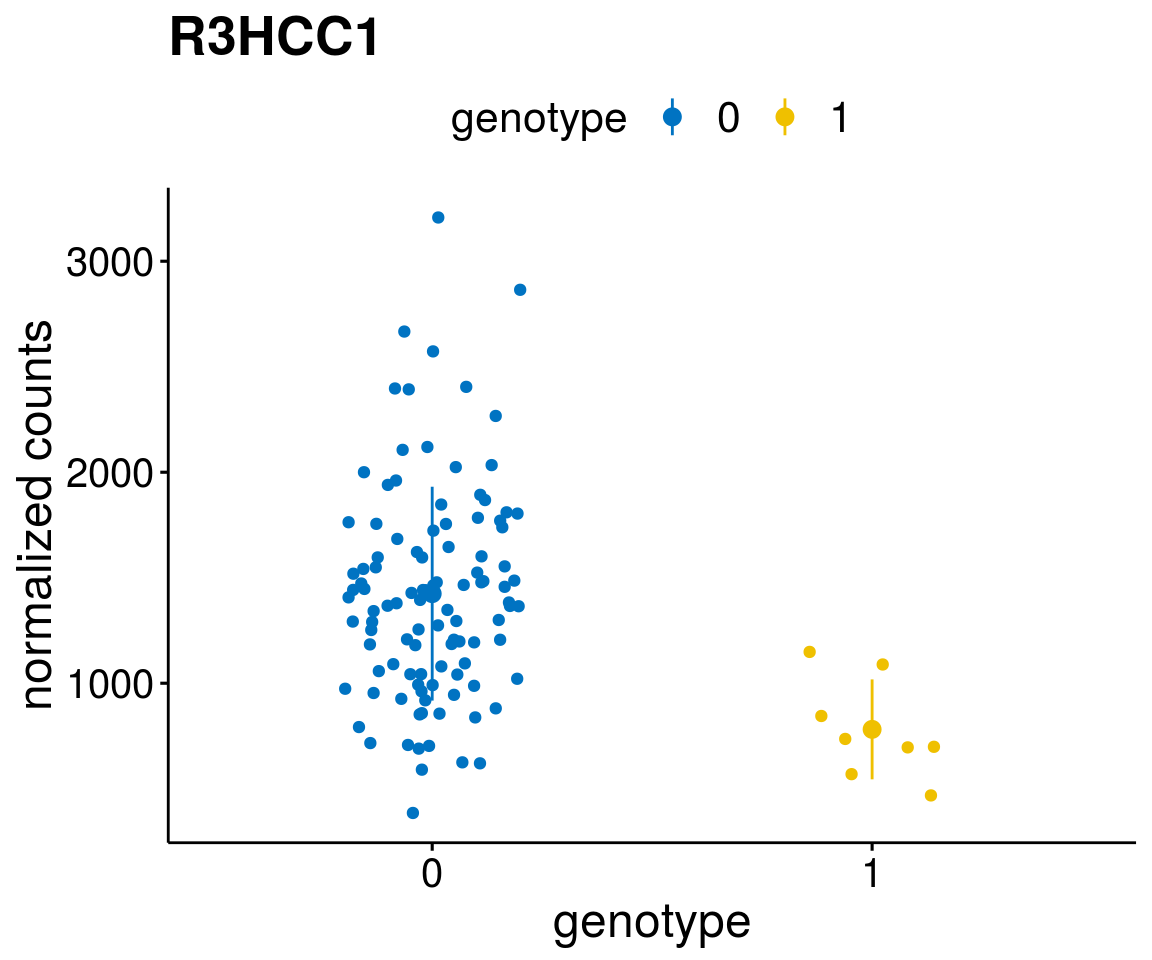 R3HCC1
genotype 0 1
normalized counts
3000
2000
1000
0 1
genotype